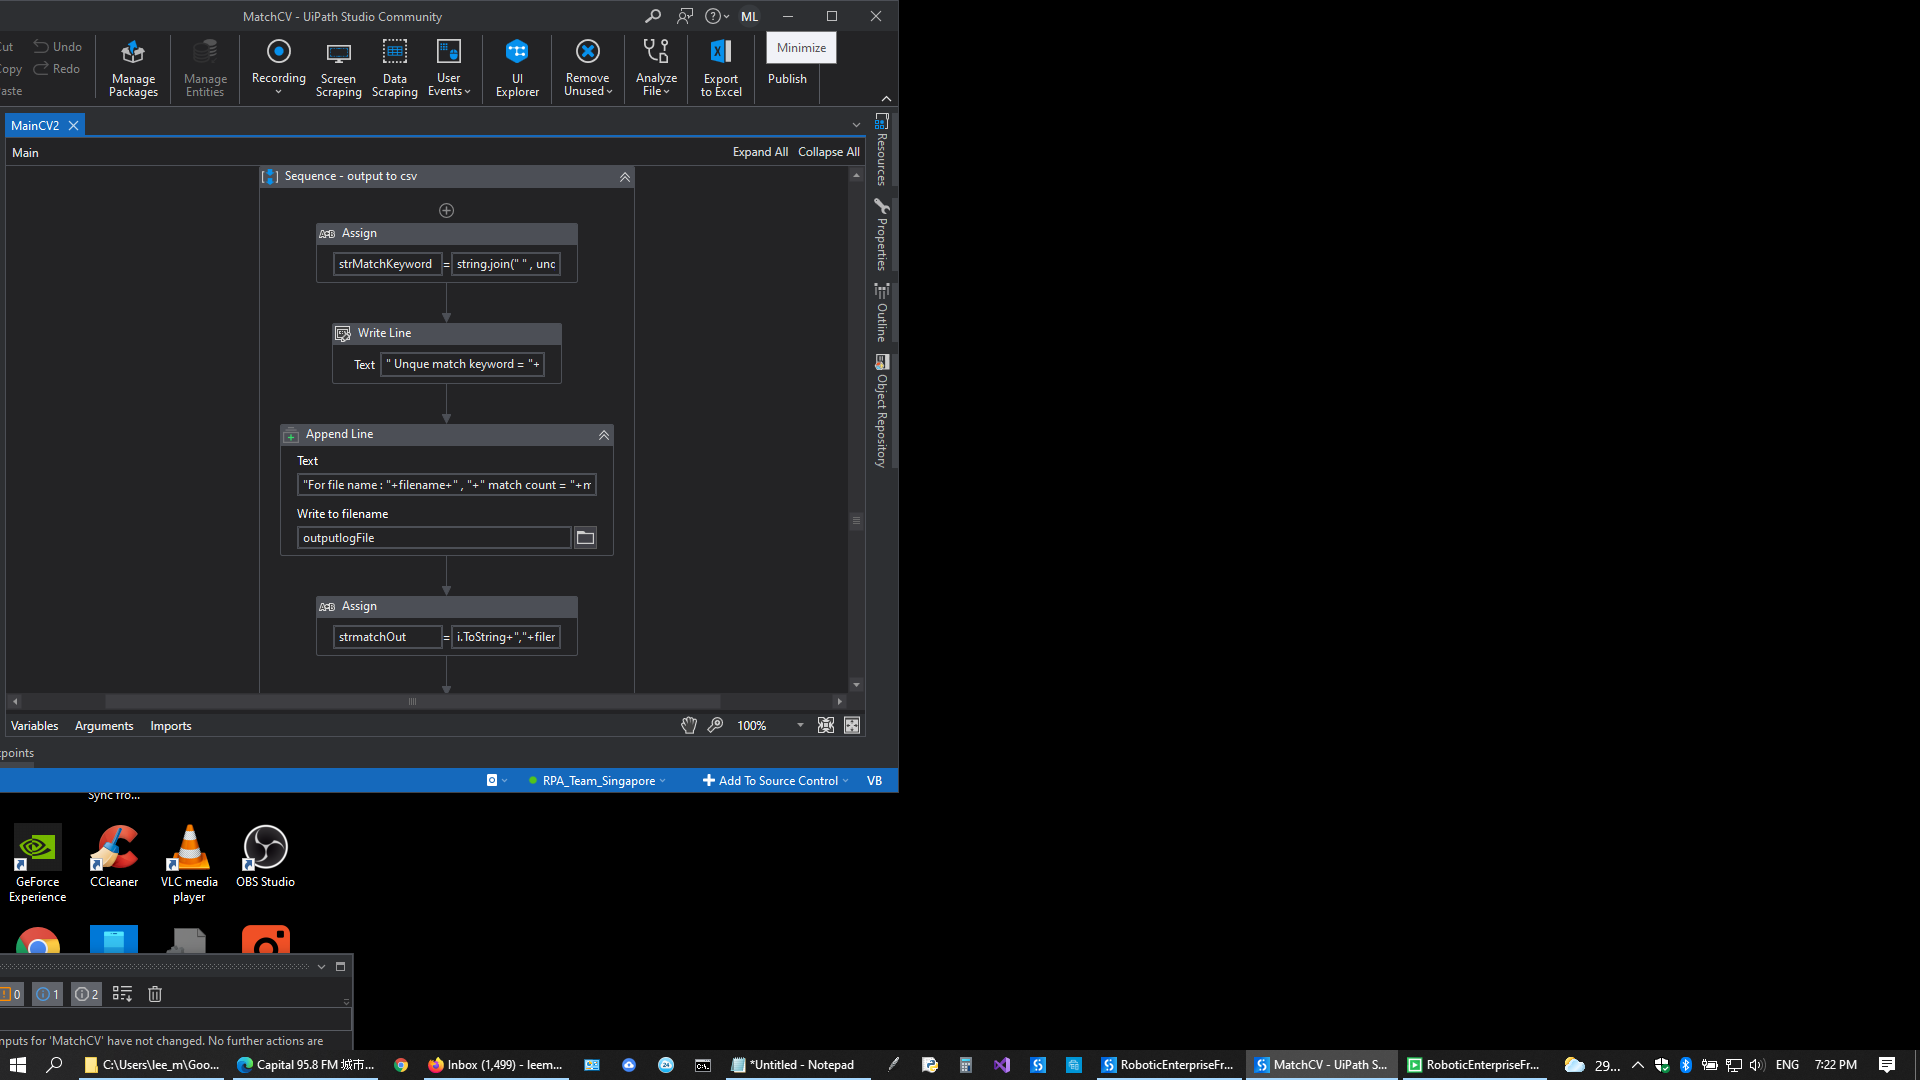 MatchCV - UiPath Studio Community
ML
Cut
Undo
Copy
Redo
Paste
Manage Packages
Manage Entities
Recording
Screen Scraping
Data Scraping
User Events
UI Explorer
Remove Unused
Analyze File
Export to Excel
Minimize
Publish
MainCV2
Main
Expand All
Collapse All
Resources
Properties
Outline
Object Repository
Sequence - output to csv
A+B Assign
strMatchKeyword = string.join(" " , unc
Write Line
Text " Unque match keyword = "+
Append Line
Text
"For file name : "+filename+" , "+" match count = "+m
Write to filename
outputlogFile
A+B Assign
strmatchOut = i.ToString+","+filer
Variables
Arguments
Imports
100%
points
RPA_Team_Singapore
Add To Source Control
VB
Sync fro...
GeForce Experience
CCleaner
VLC media player
OBS Studio
0
1
2
nputs for 'MatchCV' have not changed. No further actions are
C:\Users\lee_m\Goo...
Capital 95.8 FM 城市...
Inbox (1,499) - leem...
*Untitled - Notepad
RoboticEnterpriseFr...
MatchCV - UiPath S...
RoboticEnterpriseFr...
29...
ENG
7:22 PM